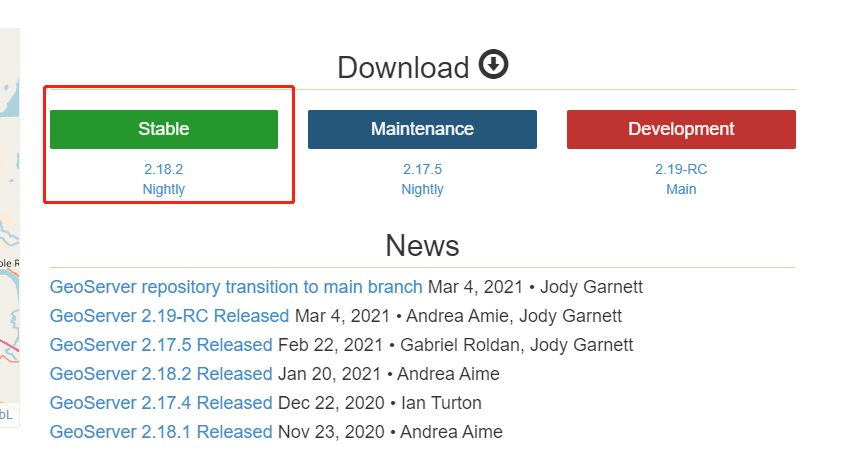 Download
Stable Maintenance Development
2.18.2 2.17.5 2.19-RC
Nightly Nightly Main
News
GeoServer repository transition to main branch Mar 4, 2021 • Jody Garnett
GeoServer 2.19-RC Released Mar 4, 2021 • Andrea Amie, Jody Garnett
GeoServer 2.17.5 Released Feb 22, 2021 • Gabriel Roldan, Jody Garnett
GeoServer 2.18.2 Released Jan 20, 2021 • Andrea Aime
GeoServer 2.17.4 Released Dec 22, 2020 • Ian Turton
GeoServer 2.18.1 Released Nov 23, 2020 • Andrea Aime